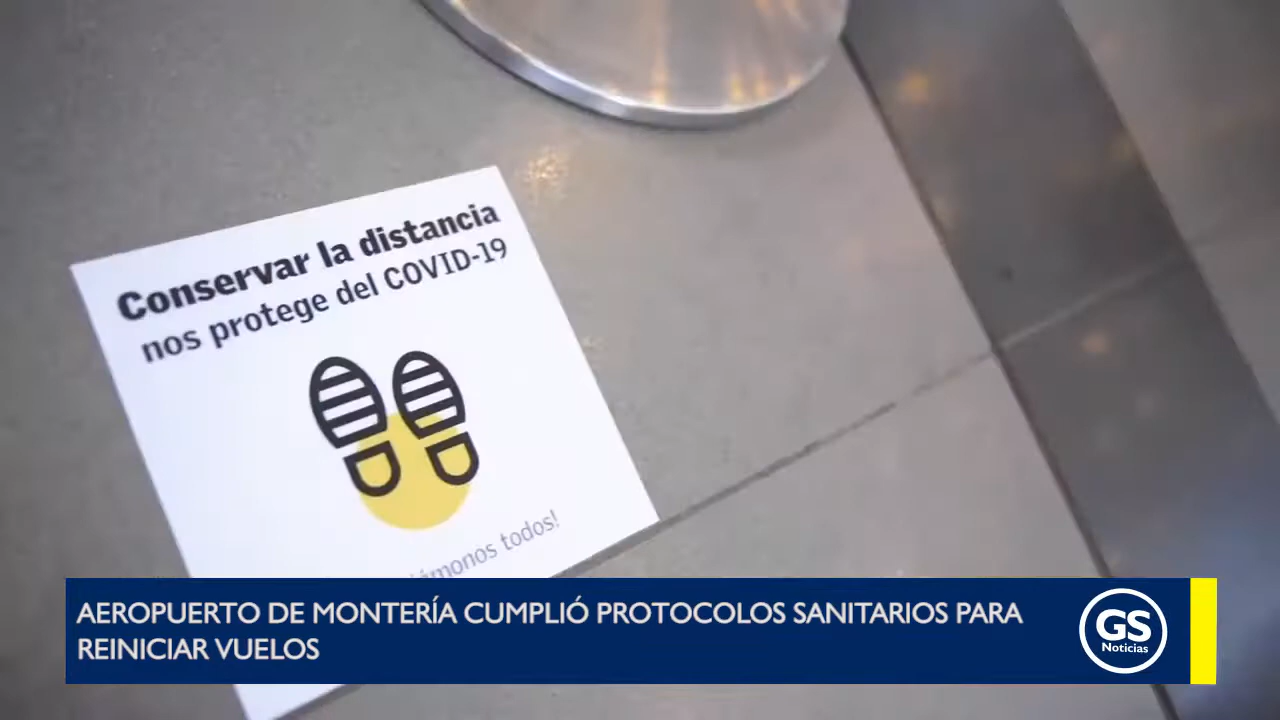 Conservar la distancia
nos protege del COVID-19
todos!
AEROPUERTO DE MONTERÍA CUMPLIÓ PROTOCOLOS SANITARIOS PARA
REINICIAR VUELOS
GS
Noticias